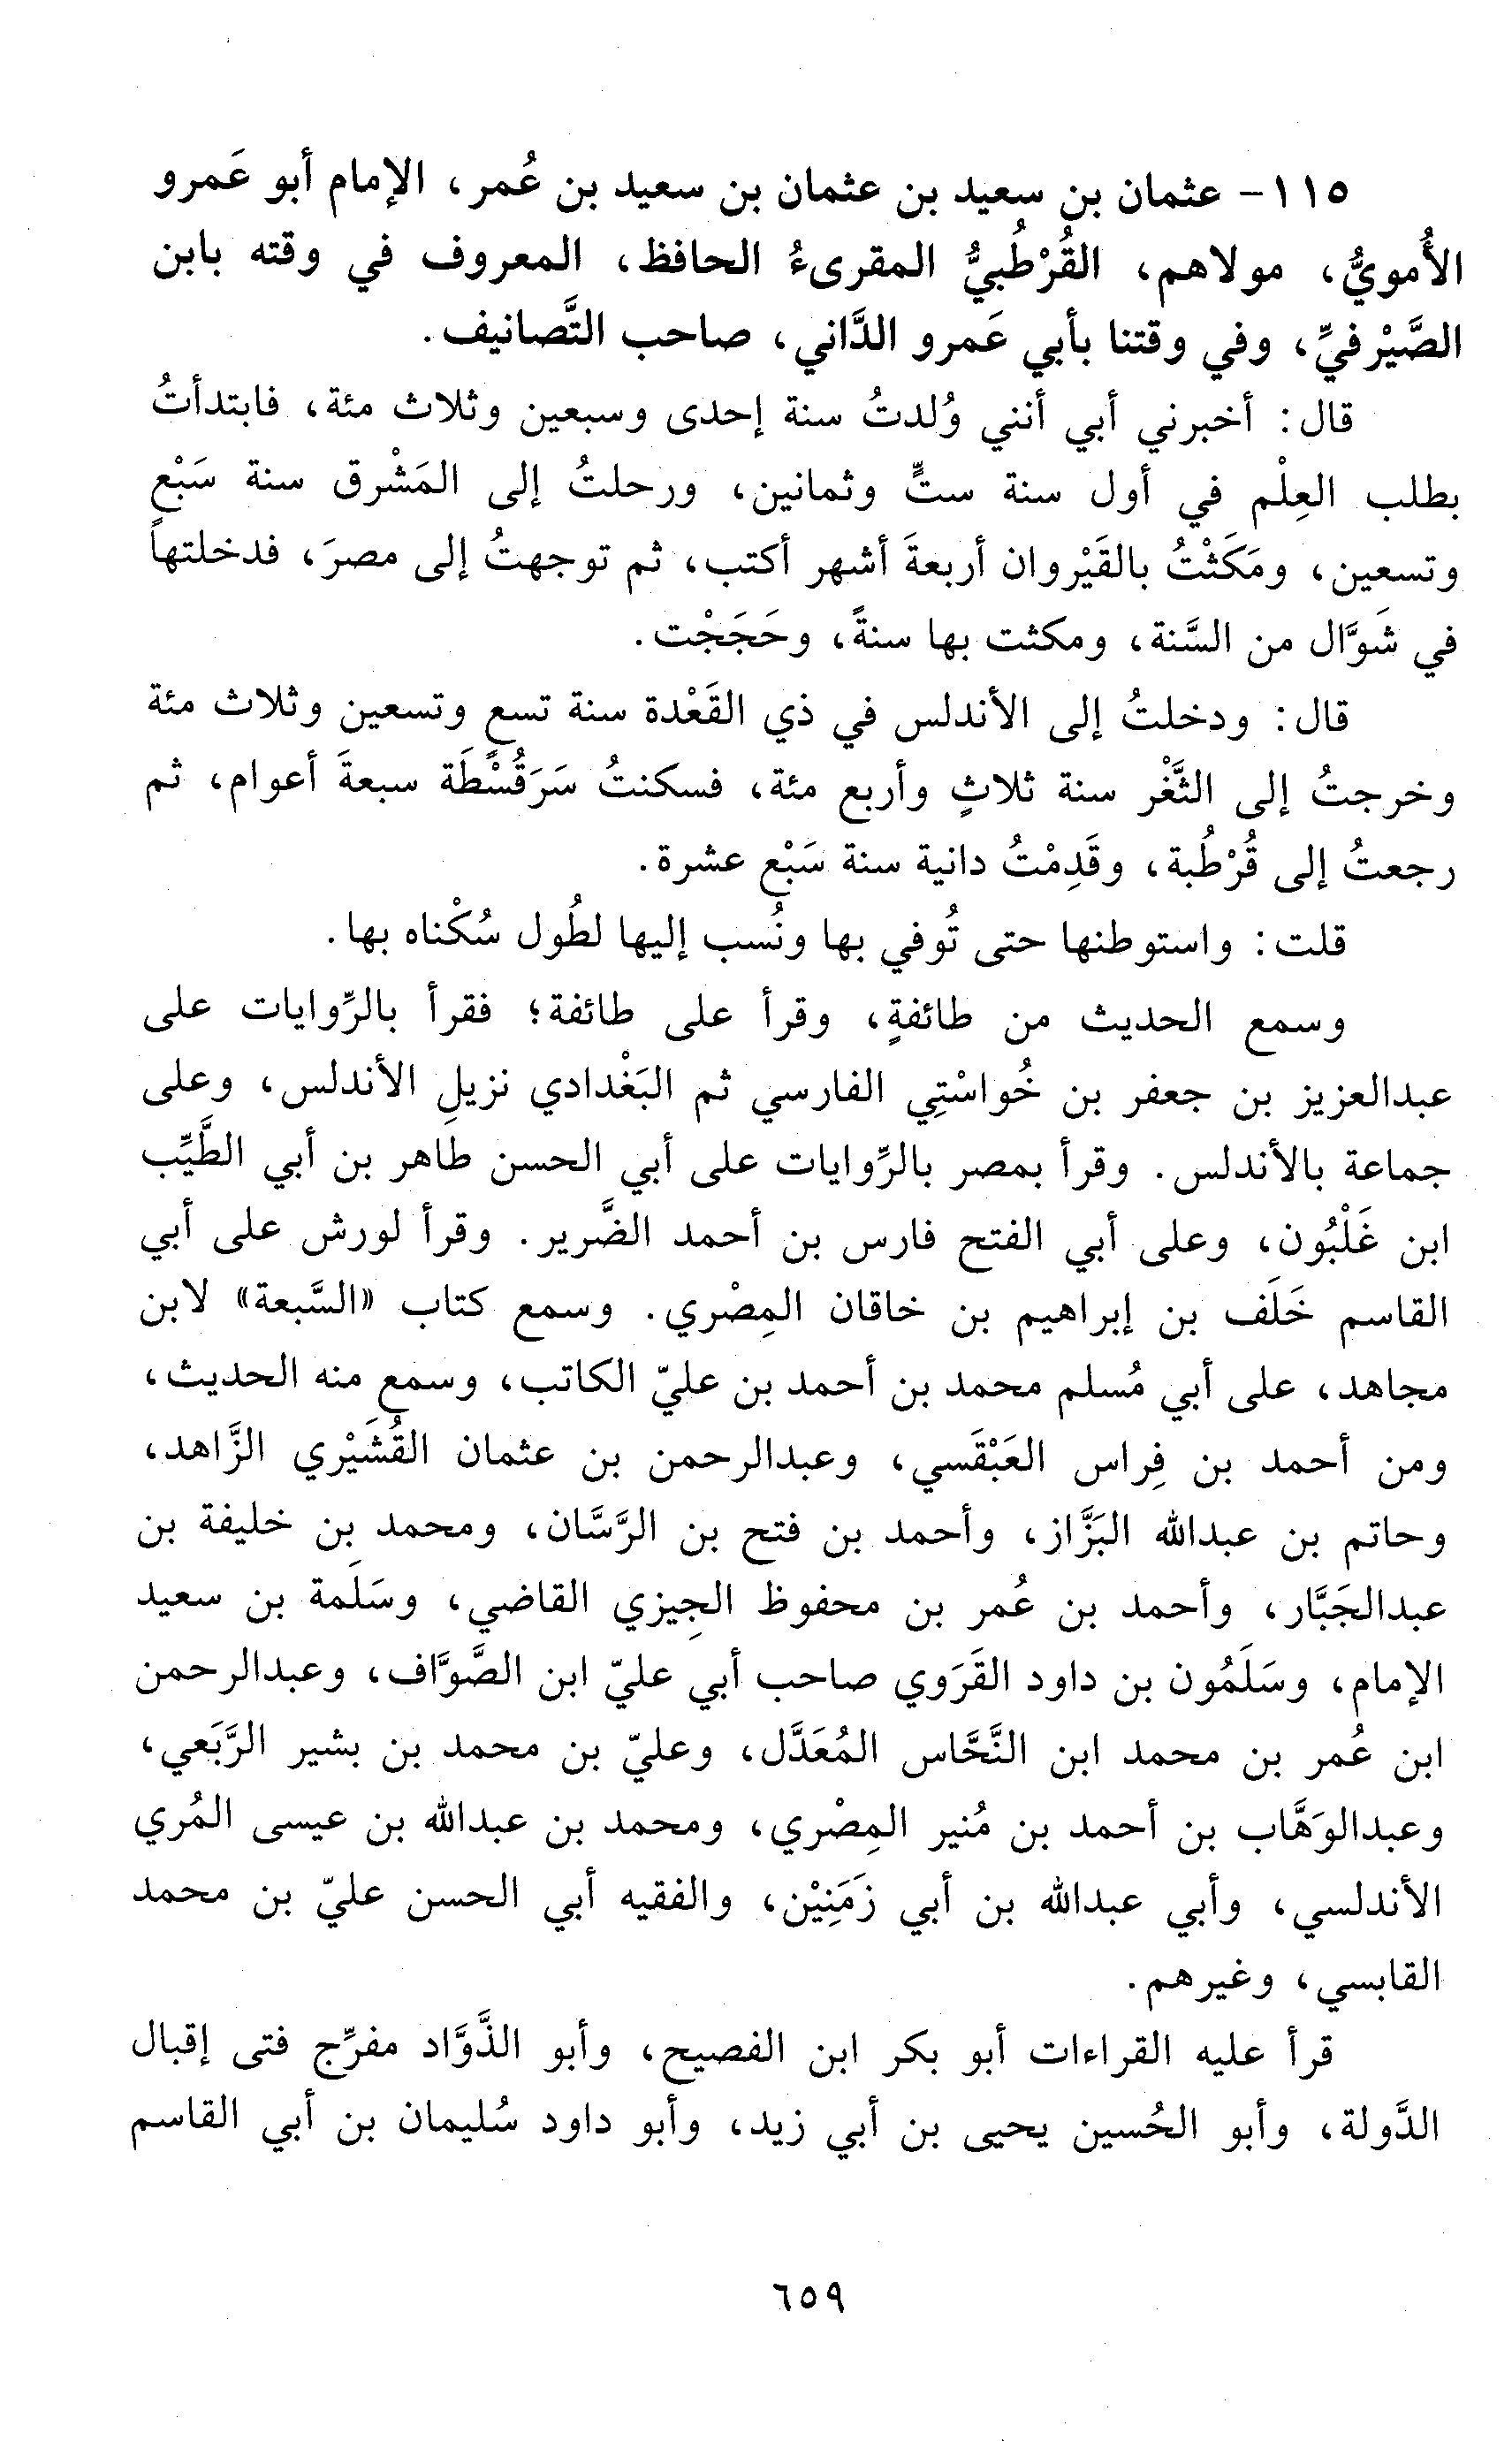 ١١٥- عثمان بن سعيد بن عثمان بن سعيد بن عُمر، الإمام أبو عَمرو
الأُمويُّ، مولاهم، القُرْطُبيُّ المقرىءُ الحافظ، المعروف في وقته بابن
الصَّيْرفيِّ، وفي وقتنا بأبي عَمرو الدَّاني، صاحب التَّصانيف.
قال: أخبرني أبي أنني وُلدتُ سنة إحدى وسبعين وثلاث مئة، فابتدأتُ
بطلب العِلْم في أول سنة ستٍّ وثمانين، ورحلتُ إلى المَشْرق سنة سَبْعٍ
وتسعين، ومَكَثْتُ بالقَيْروان أربعةَ أشهر أكتب، ثم توجهتُ إلى مصرَ، فدخلتها
في شَوَّال من السَّنة، ومكثت بها سنةً، وحَجَجْت.
قال: ودخلتُ إلى الأندلس في ذي القَعْدة سنة تسعٍ وتسعين وثلاث مئة
وخرجتُ إلى الثَّغْر سنة ثلاثٍ وأربع مئة، فسكنتُ سَرَقُسْطَة سبعةَ أعوام، ثم
رجعتُ إلى قُرْطُبة، وقَدِمْتُ دانية سنة سَبْع عشرة.
قلت: واستوطنها حتى تُوفي بها ونُسب إليها لطُول سُكْناه بها.
وسمع الحديث من طائفةٍ، وقرأ على طائفة؛ فقرأ بالرِّوايات على
عبدالعزيز بن جعفر بن خُواسْتِي الفارسي ثم البَغْدادي نزيلِ الأندلس، وعلى
جماعة بالأندلس. وقرأ بمصر بالرِّوايات على أبي الحسن طاهر بن أبي الطَّيِّب
ابن غَلْبُون، وعلى أبي الفتح فارس بن أحمد الضَّرير. وقرأ لورش على أبي
القاسم خَلَف بن إبراهيم بن خاقان المِصْري. وسمع كتاب «السَّبعة» لابن
مجاهد، على أبي مُسلم محمد بن أحمد بن عليّ الكاتب، وسمع منه الحديث،
ومن أحمد بن فِراس العَبْقَسي، وعبدالرحمن بن عثمان القُشَيْري الزَّاهد،
وحاتم بن عبدالله البَزَّاز، وأحمد بن فتح بن الرَّسَّان، ومحمد بن خليفة بن
عبدالجَبَّار، وأحمد بن عُمر بن محفوظ الجِيزي القاضي، وسَلَمة بن سعيد
الإمام، وسَلَمُون بن داود القَرَوي صاحب أبي عليّ ابن الصَّوَّاف، وعبدالرحمن
ابن عُمر بن محمد ابن النَّحَّاس المُعَدَّل، وعليّ بن محمد بن بشير الرَّبَعي،
وعبدالوَهَّاب بن أحمد بن مُنير المِصْري، ومحمد بن عبدالله بن عيسى المُري
الأندلسي، وأبي عبدالله بن أبي زَمَنِيْن، والفقيه أبي الحسن عليّ بن محمد
القابسي، وغيرهم.
قرأ عليه القراءات أبو بكر ابن الفصيح، وأبو الذَّوَّاد مفرِّج فتى إقبال
الدَّولة، وأبو الحُسين يحيى بن أبي زيد، وأبو داود سُليمان بن أبي القاسم
٦٥٩